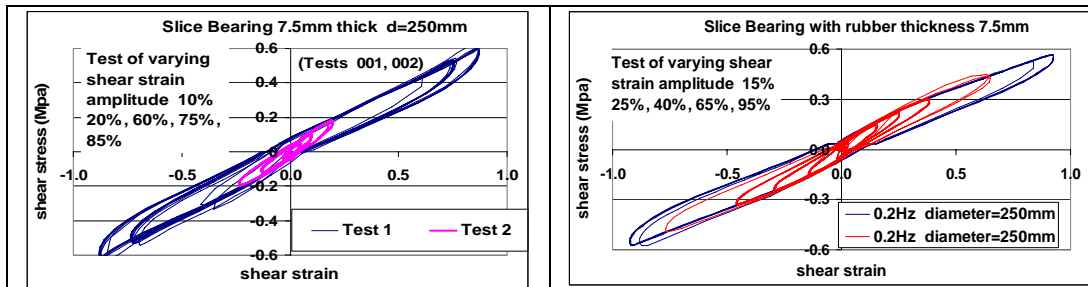 Slice Bearing 7.5mm thick d=250mm
Test of varying
shear strain
amplitude 10%
20%, 60%, 75%,
85%
(Tests 001, 002)
shear stress (Mpa)
0.6
0.4
0.2
0
-0.2
-0.4
-0.6
-1.0
-0.5
0.0
0.5
1.0
Test 1
Test 2
shear strain
Slice Bearing with rubber thickness 7.5mm
Test of varying shear
strain amplitude 15%
25%, 40%, 65%, 95%
shear stress (Mpa)
0.6
0.3
0.0
-0.3
-0.6
-1.0
-0.5
0.0
0.5
1.0
0.2Hz diameter=250mm
0.2Hz diameter=250mm
shear strain